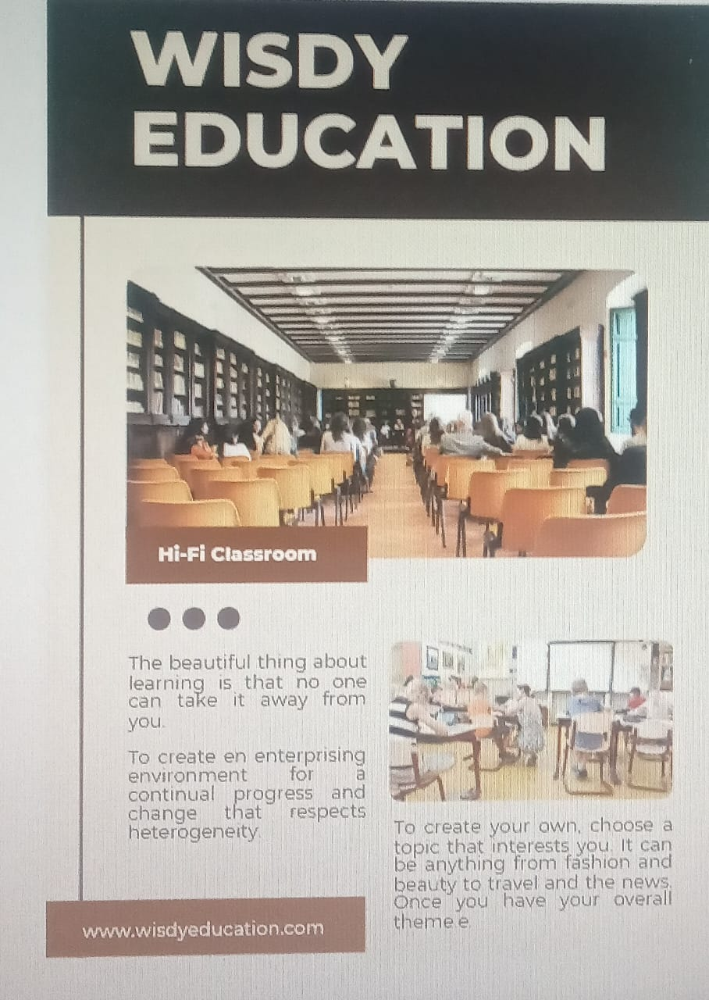 WISDY
EDUCATION
Hi-Fi Classroom
The beautiful thing about
learning is that no one
can take it away from
you.
To create en enterprising
environment for a
continual progress and
change that respects
heterogeneity.
To create your own, choose a
topic that interests you. It can
be anything from fashion and
beauty to travel and the news.
Once you have your overall
theme.e
www.wisdyeducation.com